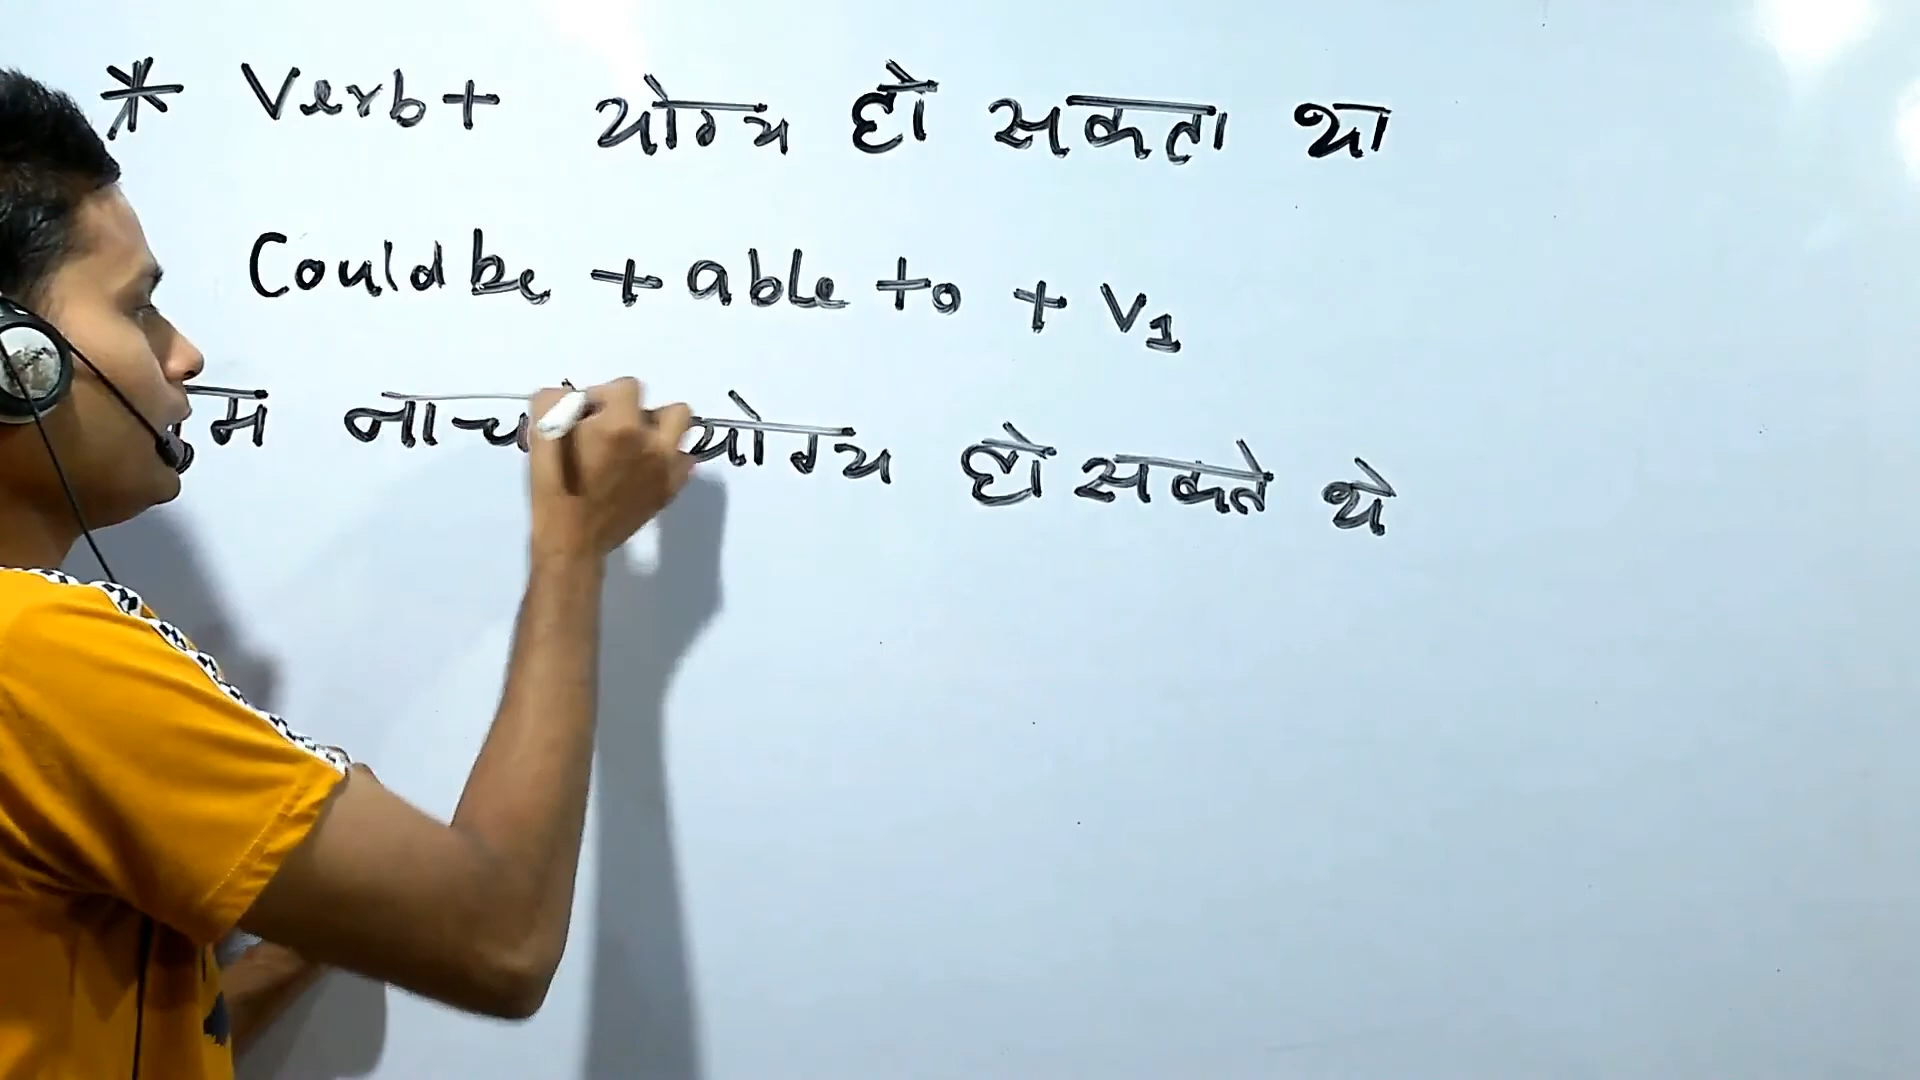 * Verb + योग्य हो सकता था
Could be + able to + V1
नाच योग्य हो सकते थे